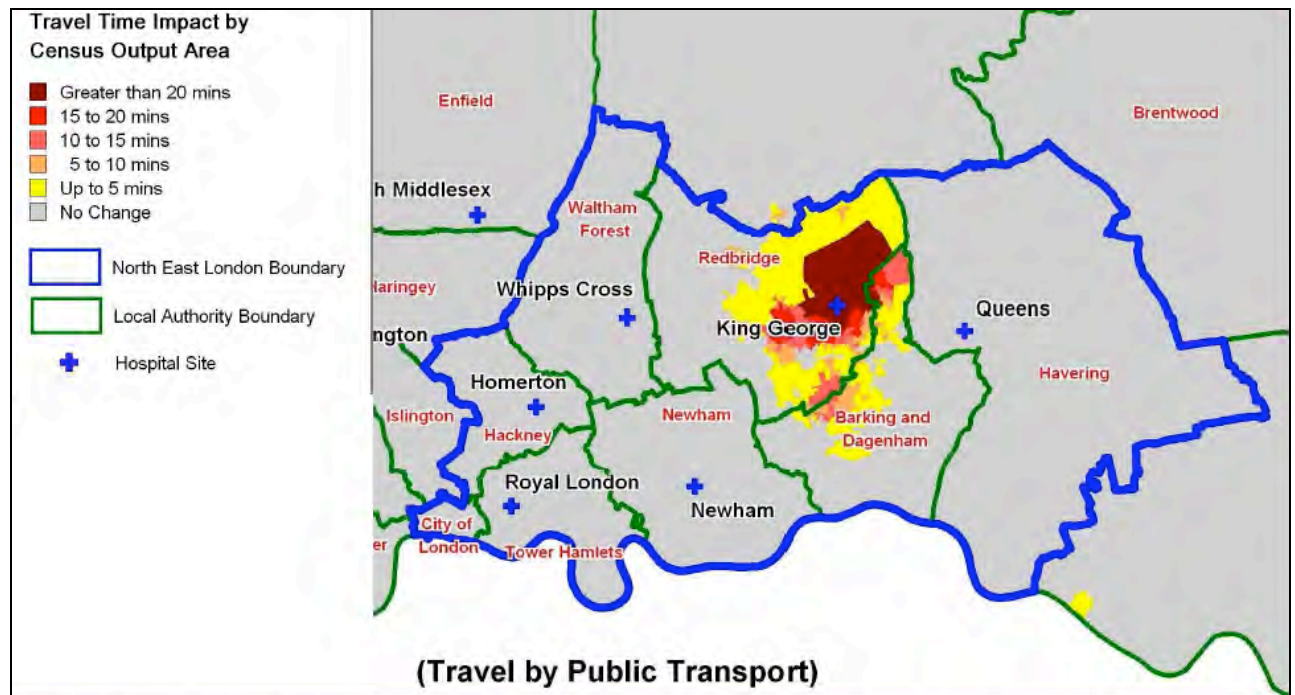 Travel Time Impact by
Census Output Area
Greater than 20 mins
15 to 20 mins
10 to 15 mins
5 to 10 mins
Up to 5 mins
No Change
North East London Boundary
Local Authority Boundary
Hospital Site
Enfield
Brentwood
h Middlesex
Waltham
Forest
Redbridge
Haringey
Whipps Cross
King George
Queens
ngton
Homerton
Havering
Islington
Hackney
Newham
Barking and
Dagenham
Royal London
Newham
City of
London
er
Tower Hamlets
(Travel by Public Transport)